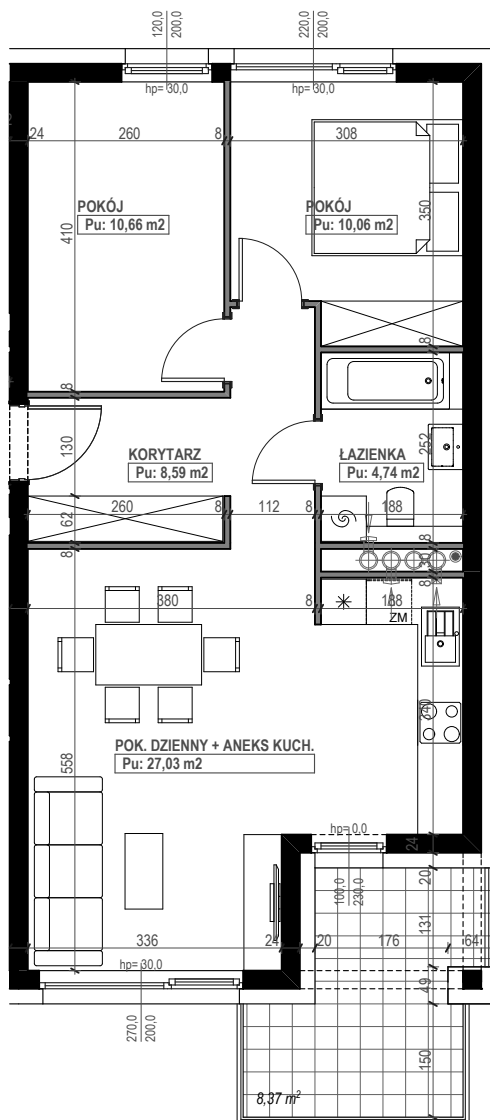 120,0
200,0
220,0
200,0
hp= 30,0
hp= 30,0
24
260
8
308
POKÓJ
Pu: 10,66 m2
POKÓJ
Pu: 10,06 m2
410
350
8
8
130
KORYTARZ
Pu: 8,59 m2
ŁAZIENKA
Pu: 4,74 m2
252
62
260
8
112
8
188
8
8
30
8
380
8
188
ZM
240
POK. DZIENNY + ANEKS KUCH.
Pu: 27,03 m2
558
hp= 0,0
24
100,0
230,0
20
131
336
24
20
176
64
hp= 30,0
49
270,0
200,0
150
8,37 m²